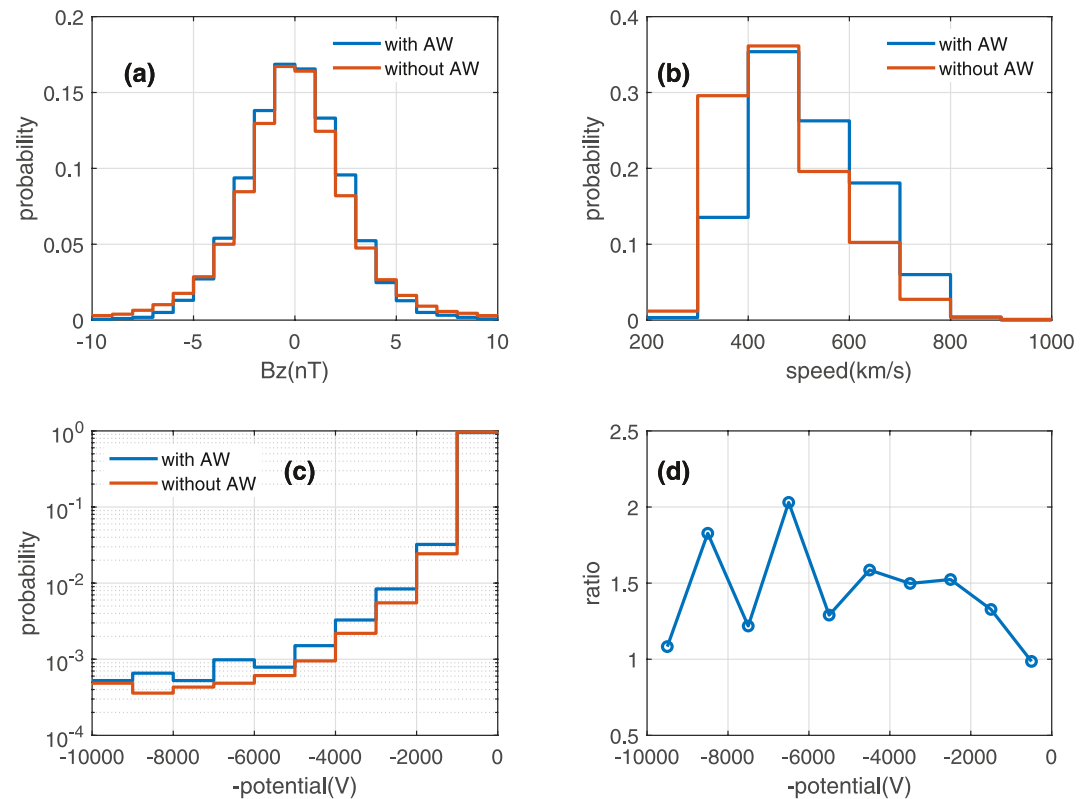 (a)
with AW
without AW
probability
0.2
0.15
0.1
0.05
0
-10
-5
0
5
10
Bz(nT)
(b)
with AW
without AW
probability
0.4
0.3
0.2
0.1
0
200
400
600
800
1000
speed(km/s)
(c)
with AW
without AW
probability
10^0
10^-1
10^-2
10^-3
10^-4
-10000
-8000
-6000
-4000
-2000
0
-potential(V)
(d)
ratio
2.5
2
1.5
1
0.5
-10000
-8000
-6000
-4000
-2000
0
-potential(V)